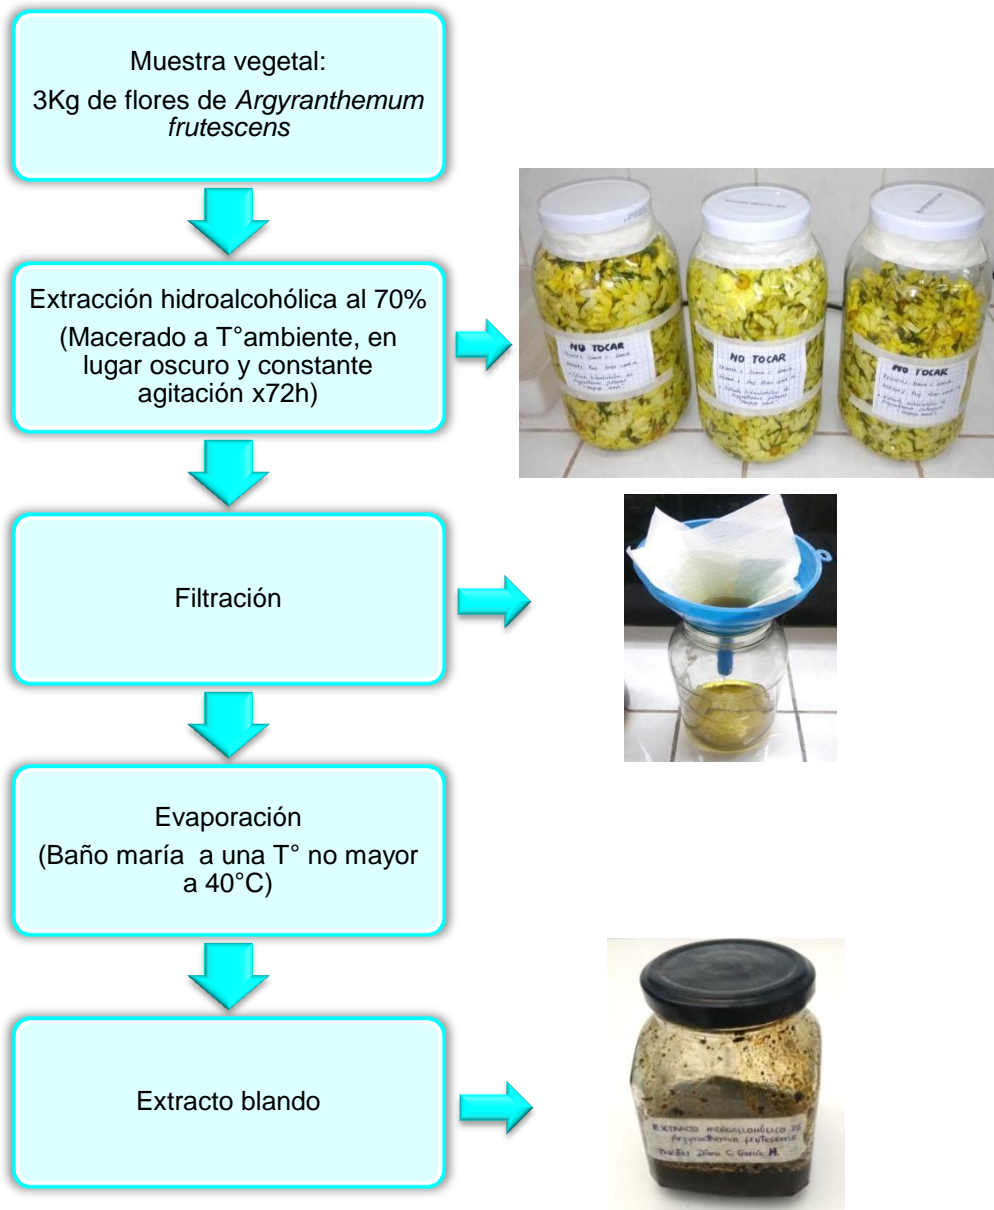 Muestra vegetal:
3Kg de flores de Argyranthemum
frutescens
Extracción hidroalcohólica al 70%
(Macerado a T°ambiente, en
lugar oscuro y constante
agitación x72h)
NO TOCAR
NO TOCAR
NO TOCAR
Filtración
Evaporación
(Baño maría  a una T° no mayor
a 40°C)
Extracto blando
EXTRACTO HIDROALCOHÓLICO DE
Argyranthemum frutescens
Diana C. García M.